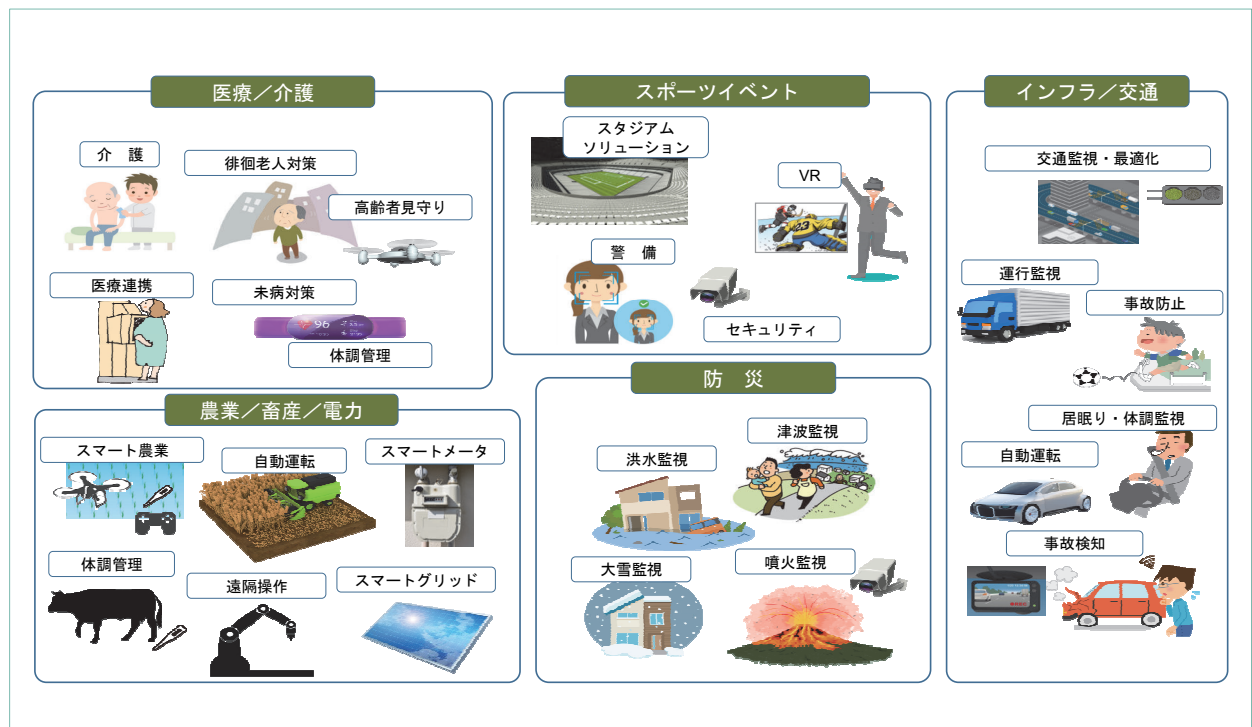 医療／介護
介　護
徘徊老人対策
高齢者見守り
医療連携
未病対策
96
体調管理
スポーツイベント
スタジアム
ソリューション
VR
23
警　備
セキュリティ
インフラ／交通
交通監視・最適化
運行監視
事故防止
居眠り・体調監視
自動運転
事故検知
農業／畜産／電力
スマート農業
自動運転
スマートメータ
体調管理
遠隔操作
スマートグリッド
防　災
洪水監視
津波監視
大雪監視
噴火監視